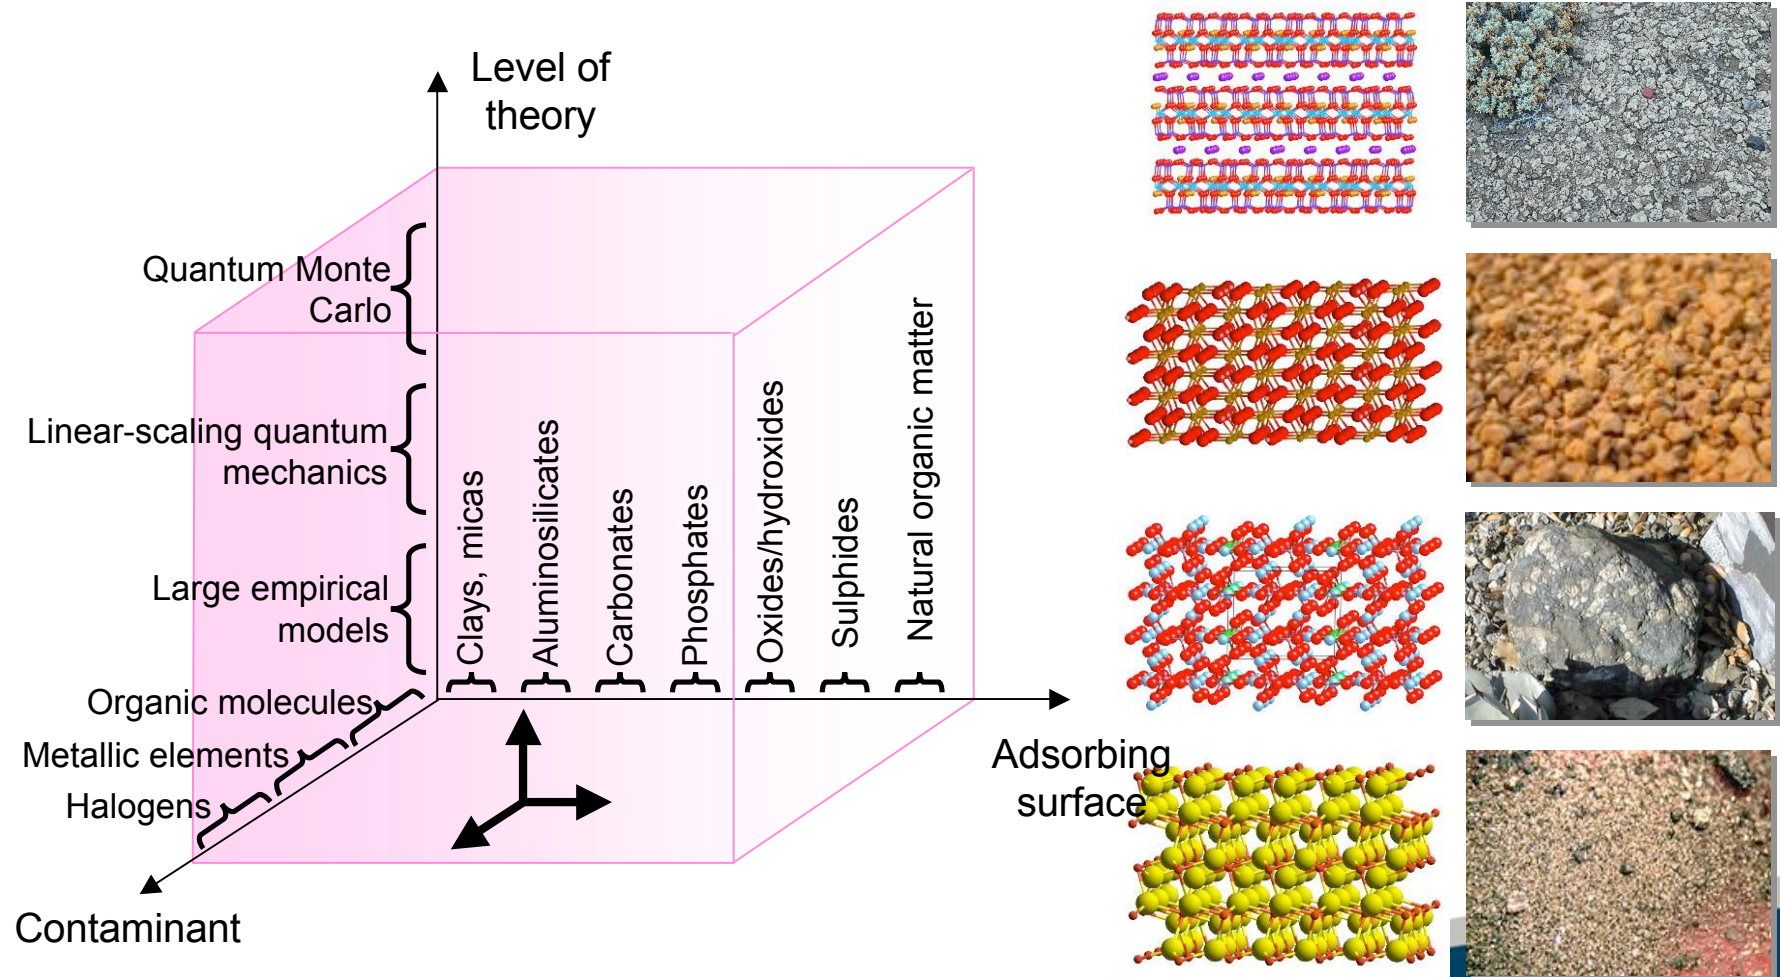 Level of
theory
Quantum Monte
Carlo
Linear-scaling quantum
mechanics
Large empirical
models
Organic molecules
Metallic elements
Halogens
Contaminant
Clays, micas
Aluminosilicates
Carbonates
Phosphates
Oxides/hydroxides
Sulphides
Natural organic matter
Adsorbing
surface